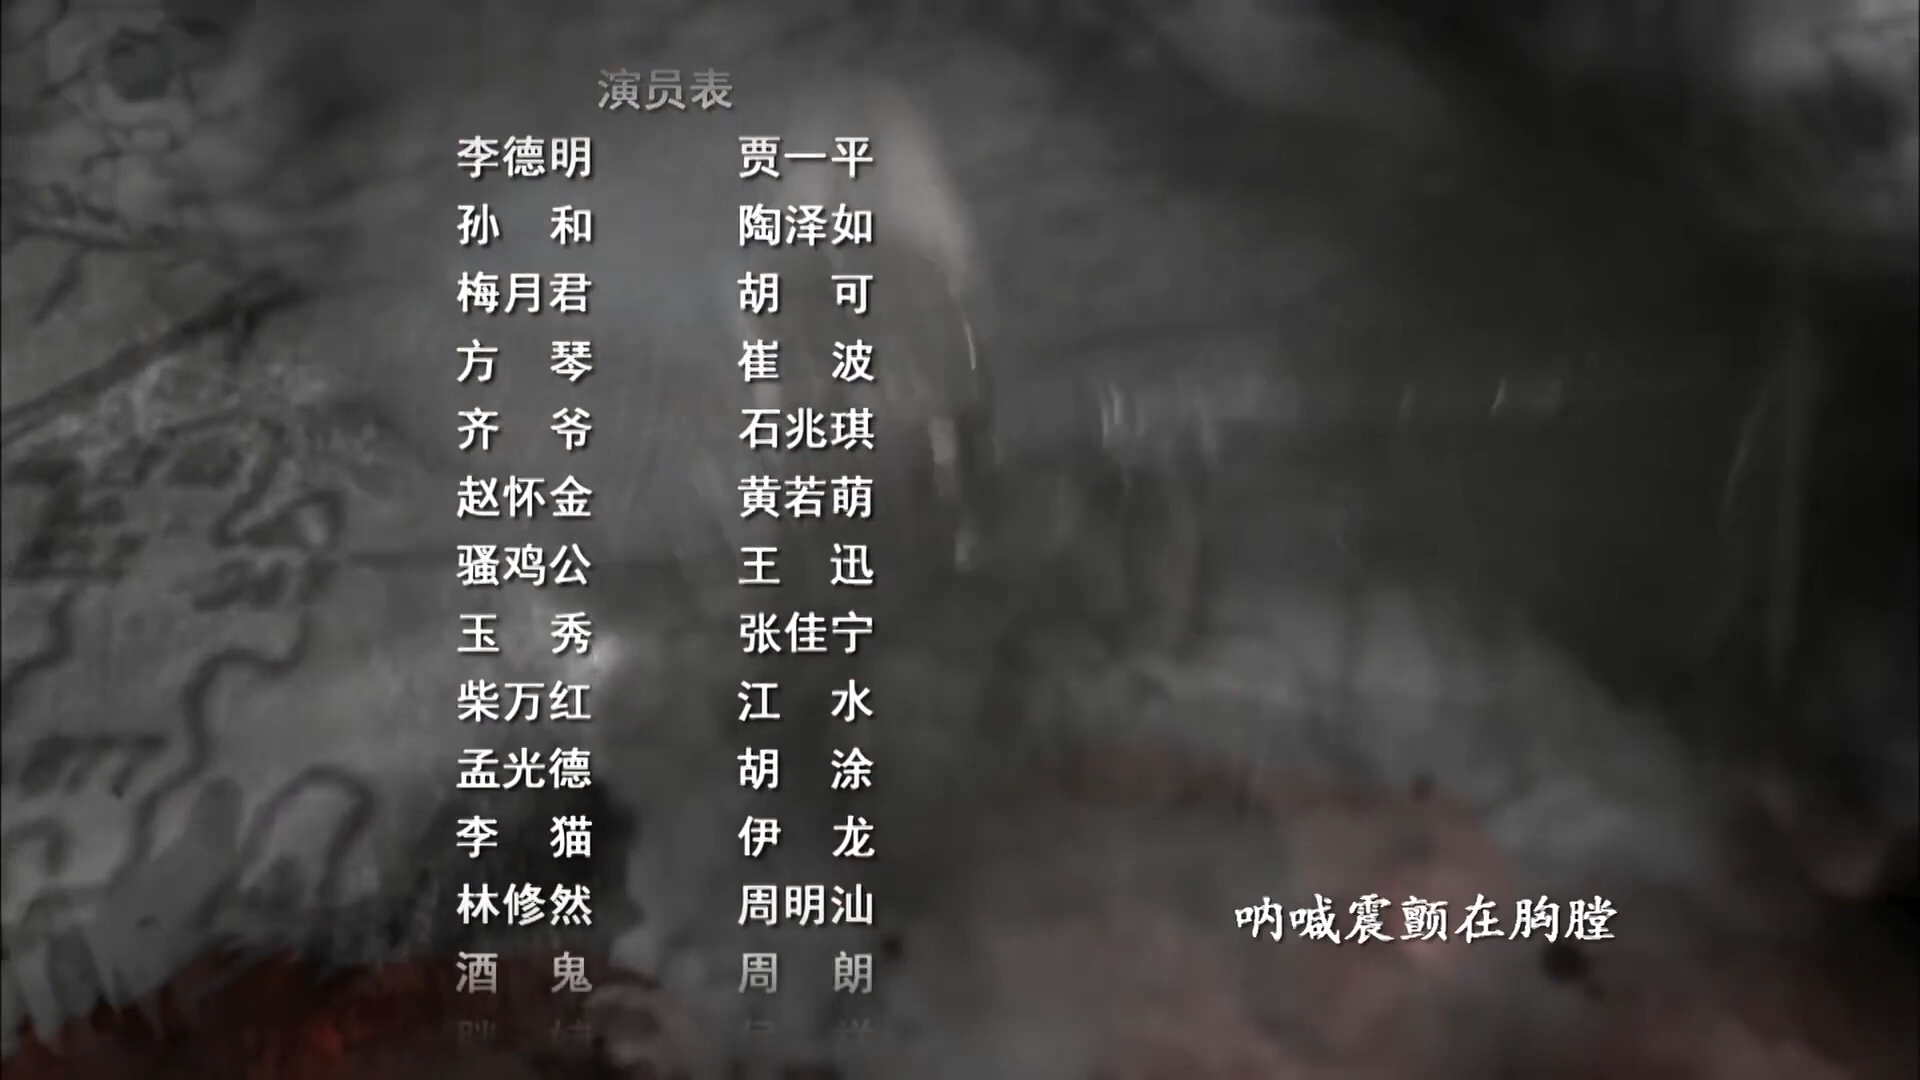 演员表
李德明 贾一平
孙 和 陶泽如
梅月君 胡 可
方 琴 崔 波
齐 爷 石兆琪
赵怀金 黄若萌
骚鸡公 王 迅
玉 秀 张佳宁
柴万红 江 水
孟光德 胡 涂
李 猫 伊 龙
林修然 周明汕
酒 鬼 周 朗
呐喊震颤在胸膛